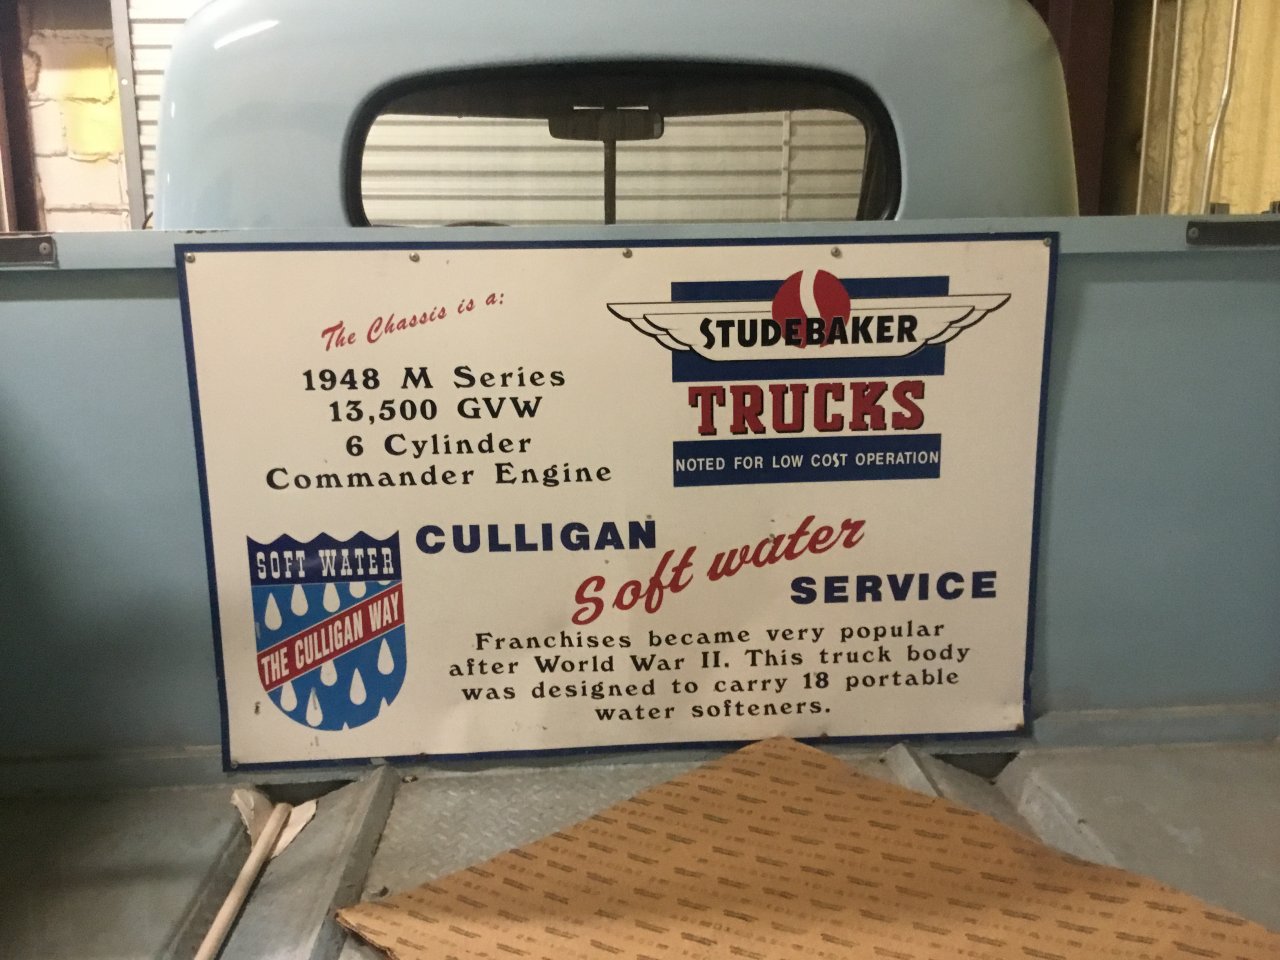 The Chassis is a:
1948 M Series
13,500 GVW
6 Cylinder
Commander Engine
STUDEBAKER
TRUCKS
NOTED FOR LOW COST OPERATION
SOFT WATER
THE CULLIGAN WAY
CULLIGAN
Soft water
SERVICE
Franchises became very popular
after World War II. This truck body
was designed to carry 18 portable
water softeners.